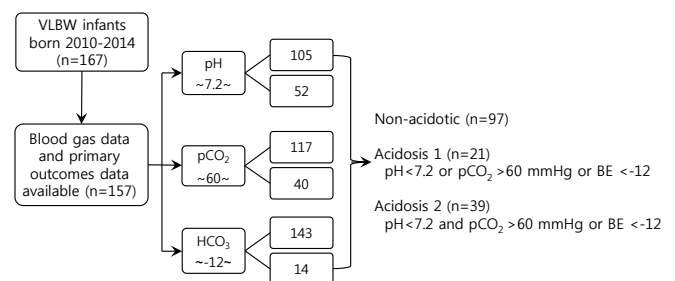 VLBW infants
born 2010-2014
(n=167)
Blood gas data
and primary
outcomes data
available (n=157)
pH
~7.2~
105
52
pCO₂
~60~
117
40
HCO₃
~-12~
143
14
Non-acidotic (n=97)
Acidosis 1 (n=21)
pH<7.2 or pCO₂ >60 mmHg or BE <-12
Acidosis 2 (n=39)
pH<7.2 and pCO₂ >60 mmHg or BE <-12